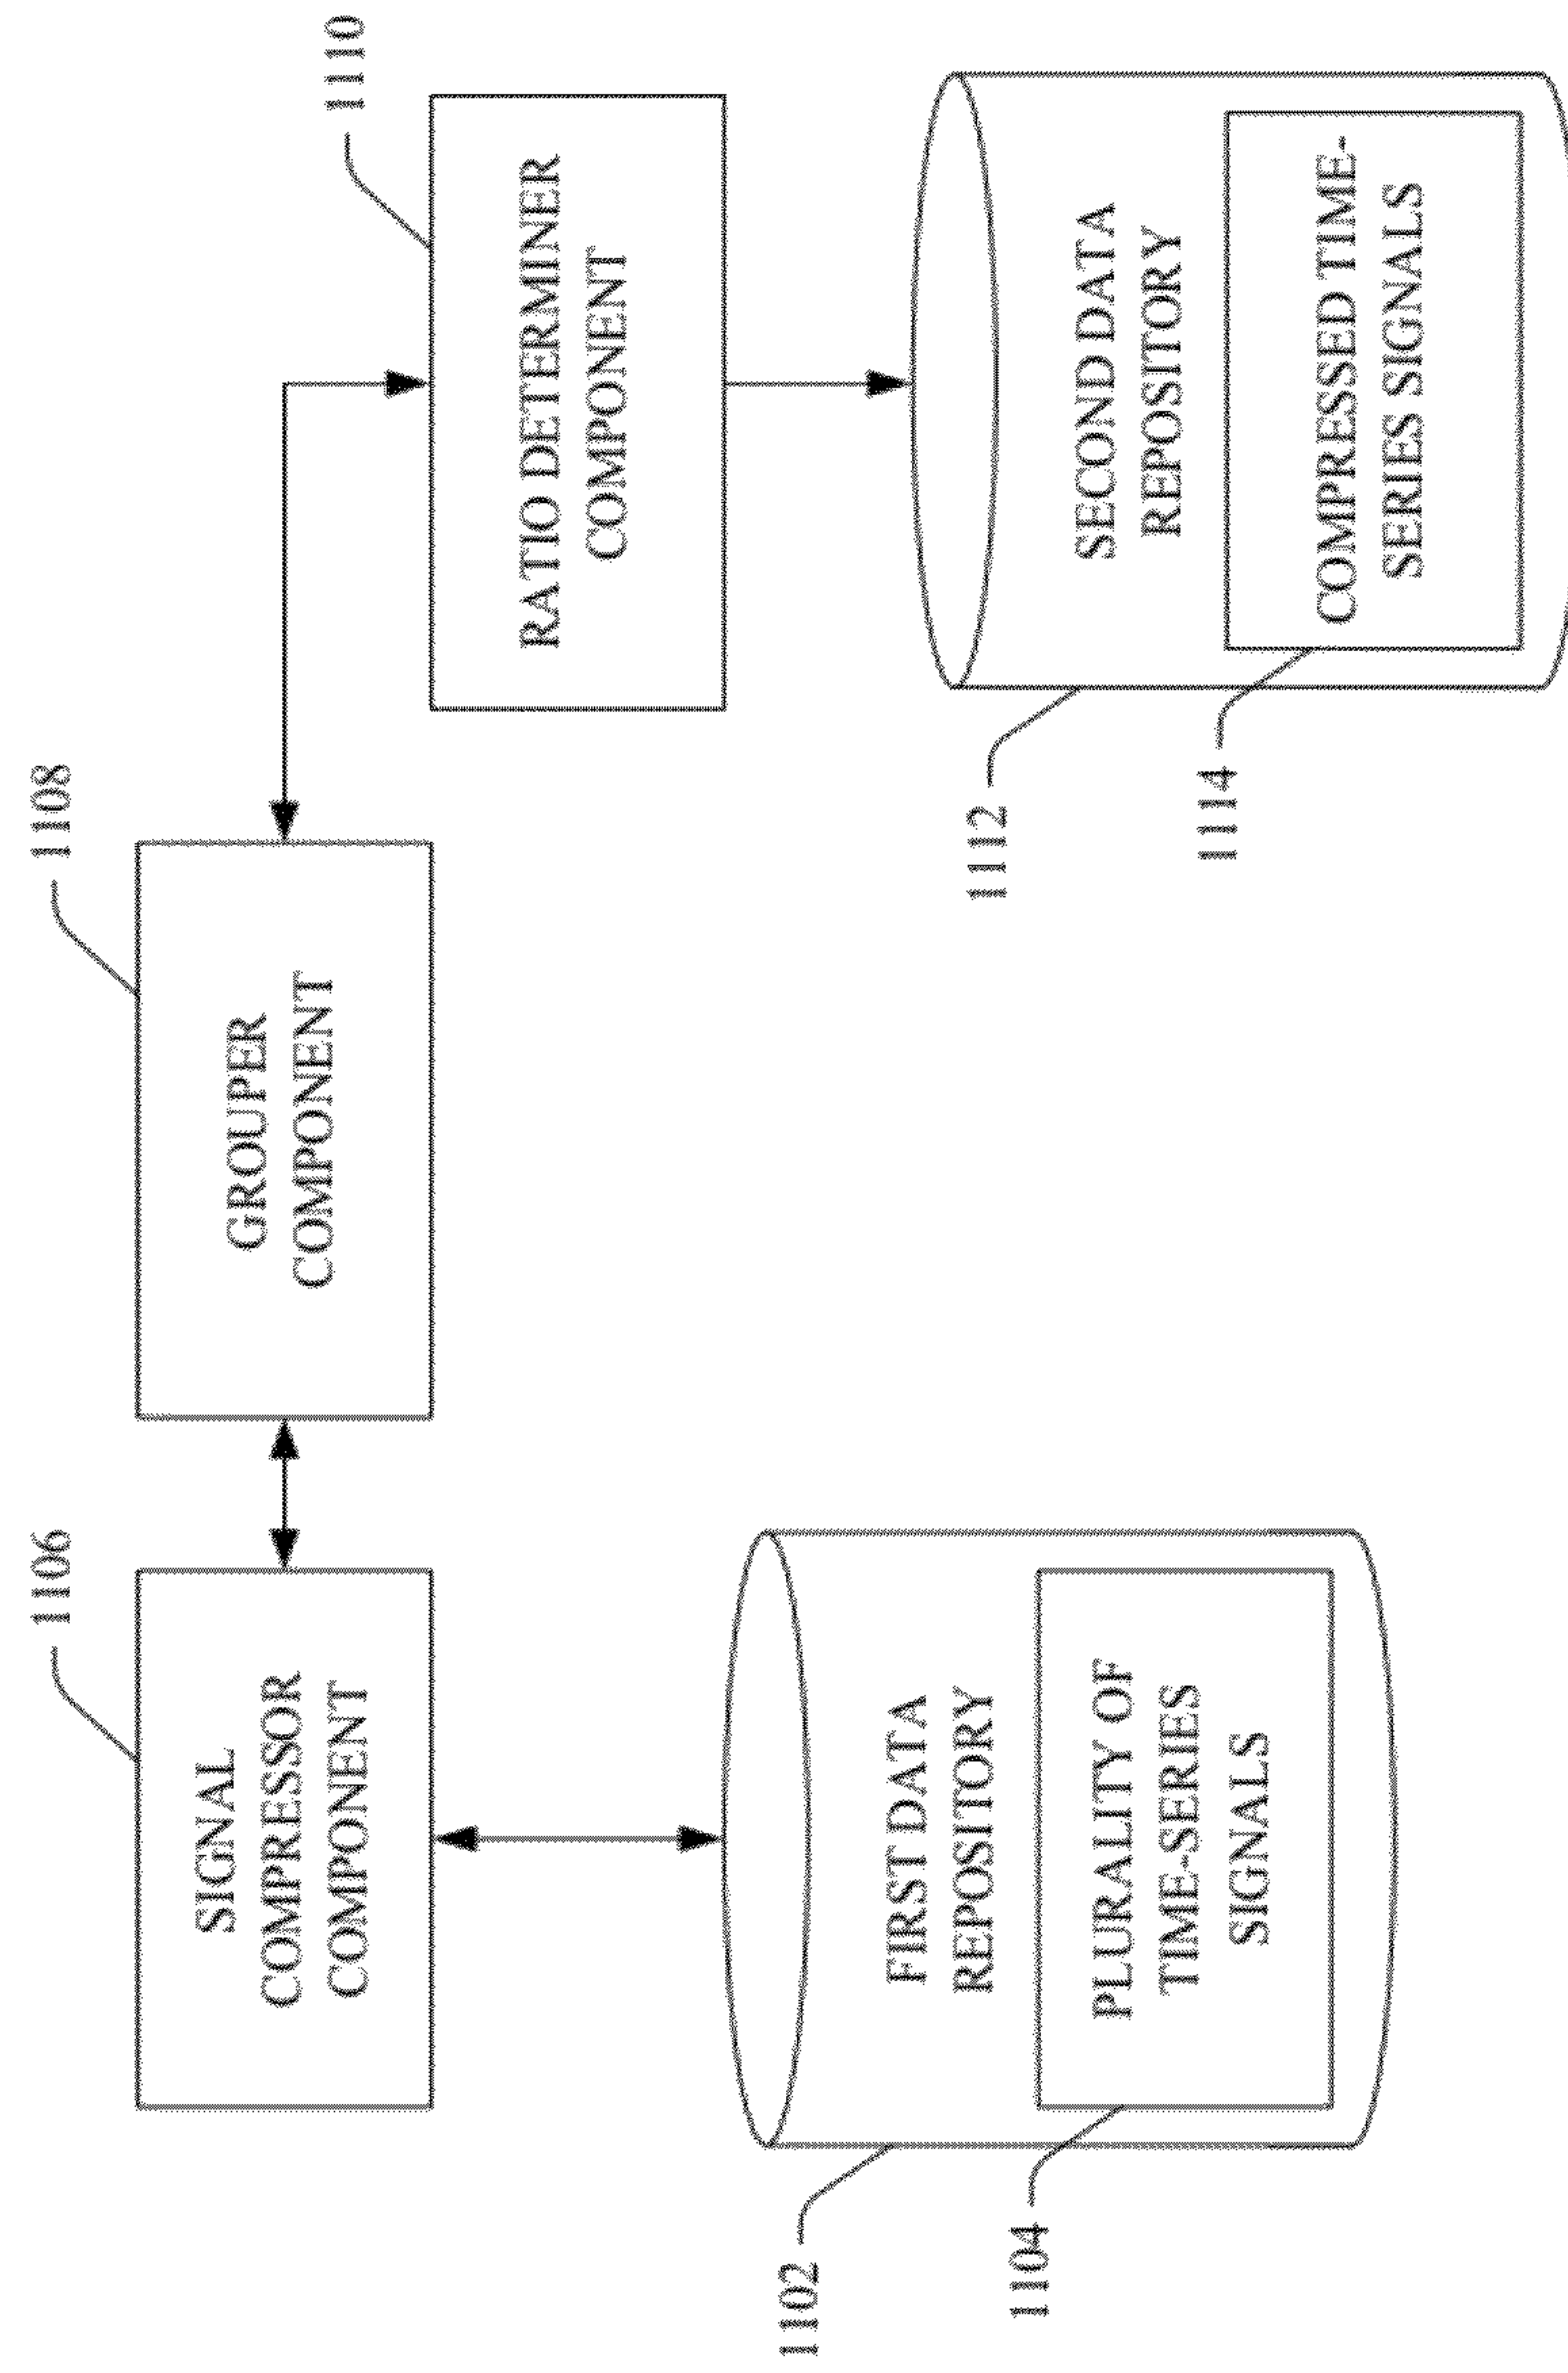 1106
SIGNAL
COMPRESSOR
COMPONENT
1108
GROUPER
COMPONENT
1110
RATIO DETERMINER
COMPONENT
1102
FIRST DATA
REPOSITORY
1104
PLURALITY OF
TIME-SERIES
SIGNALS
1112
SECOND DATA
REPOSITORY
1114
COMPRESSED TIME-
SERIES SIGNALS